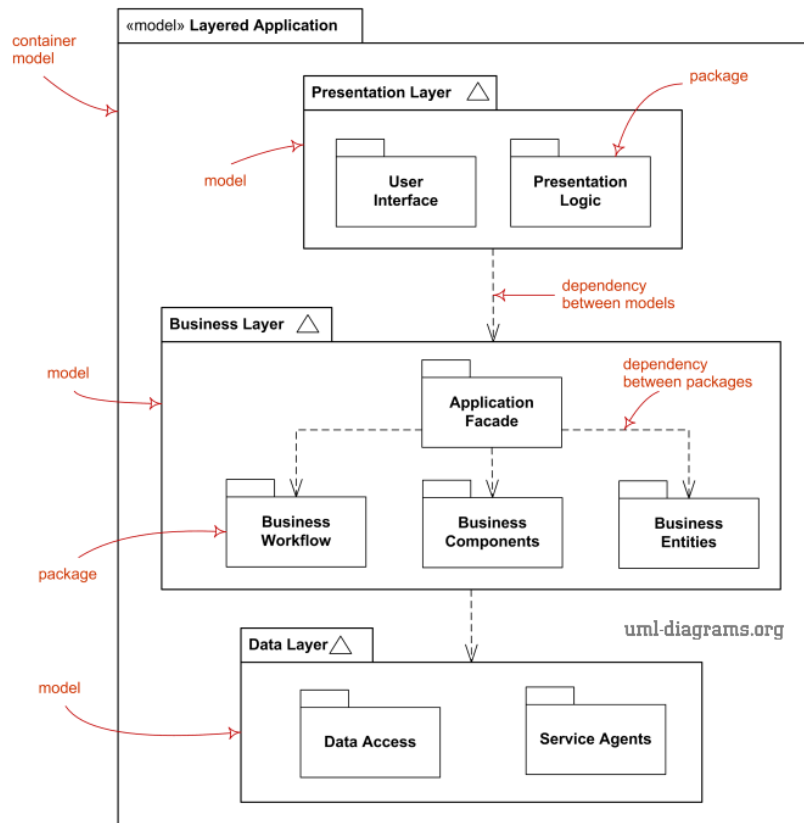 «model» Layered Application
container
model
Presentation Layer
package
model
User
Interface
Presentation
Logic
dependency
between models
Business Layer
model
dependency
between packages
Application
Facade
Business
Workflow
Business
Components
Business
Entities
package
uml-diagrams.org
Data Layer
model
Data Access
Service Agents